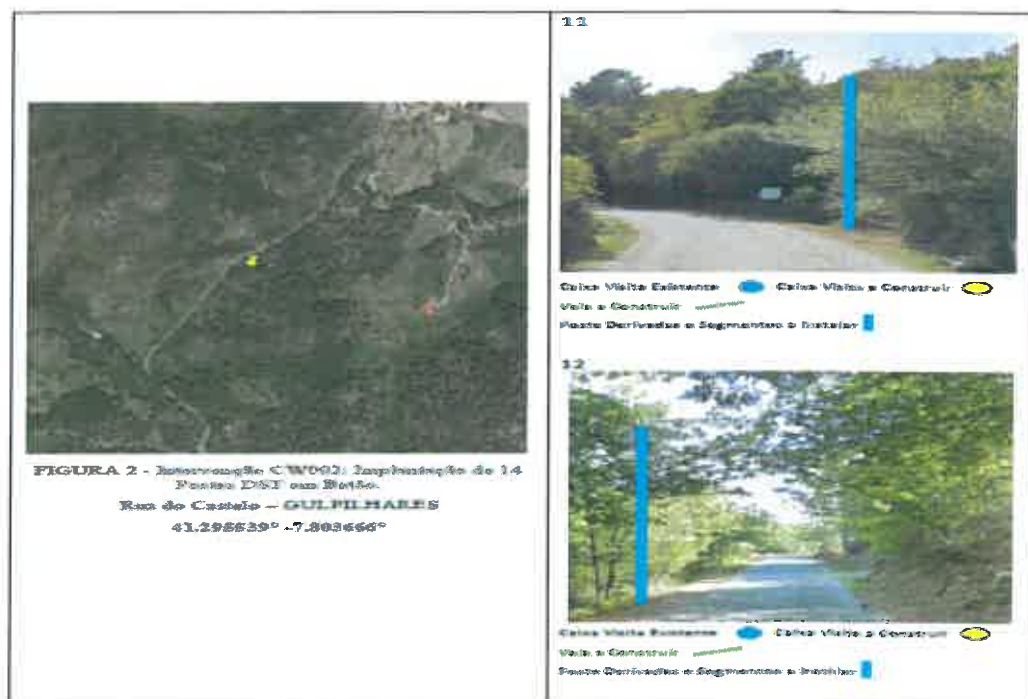 FIGURA 2 - Intervenção CW002: Implantação de 14
Postes DST em Betão.
Rua do Castelo – GULPILHARES
41.298539° -7.803666°
11
Caixa Visita Existente Caixa Visita a Construir
Vala a Construir
Poste Derivados e Segmentos a Instalar
12
Caixa Visita Existente Caixa Visita a Construir
Vala a Construir
Poste Derivados e Segmentos a Instalar